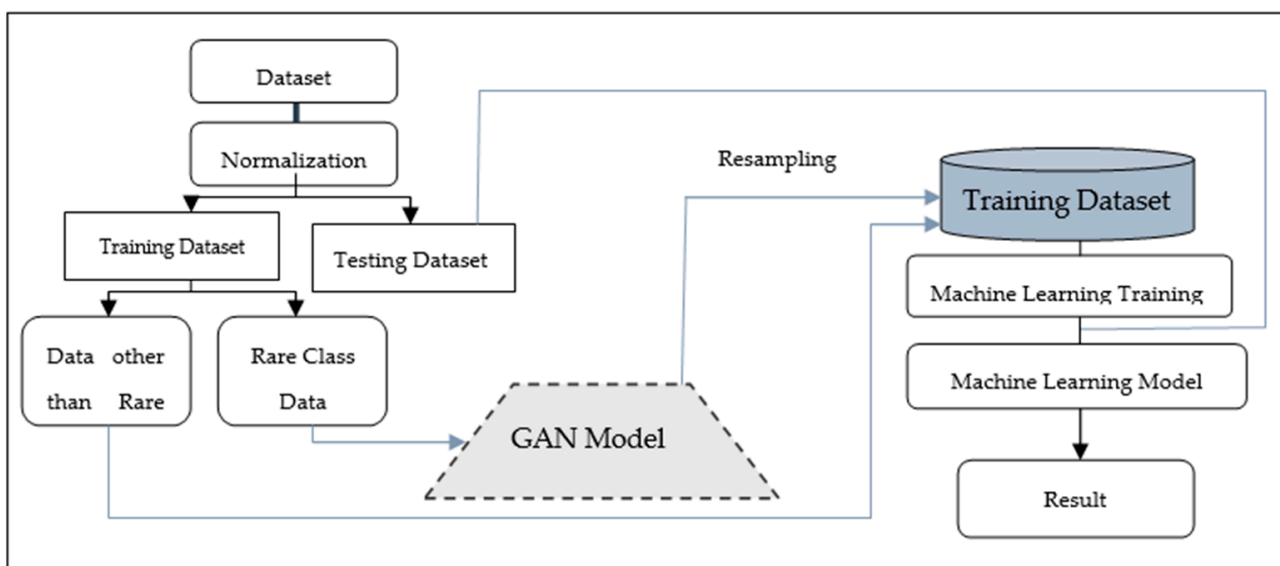 Dataset
Normalization
Training Dataset
Testing Dataset
Data other
than Rare
Rare Class
Data
GAN Model
Resampling
Training Dataset
Machine Learning Training
Machine Learning Model
Result